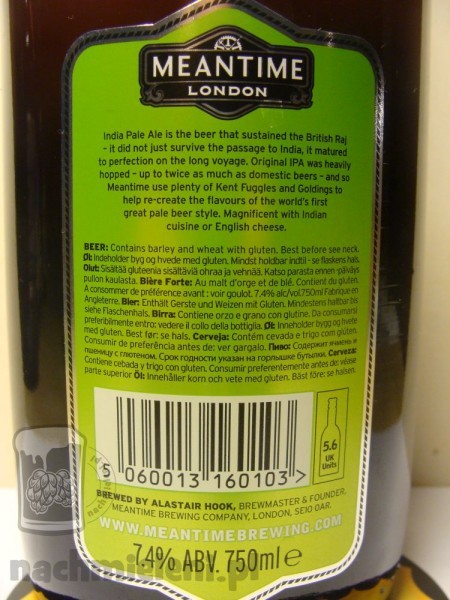 MEANTIME
LONDON
India Pale Ale is the beer that sustained the British Raj
– it did not just survive the passage to India, it matured
to perfection on the long voyage. Original IPA was heavily
hopped – up to twice as much as domestic beers – and so
Meantime use plenty of Kent Fuggles and Goldings to
help re-create the flavours of the world's first
great pale beer style. Magnificent with Indian
cuisine or English cheese.
BEER: Contains barley and wheat with gluten. Best before see neck.
Øl: Indeholder byg og hvede med gluten. Mindst holdbar indtil - se flaskens hals.
Olut: Sisältää gluteenia sisältäviä ohraa ja vehnää. Katso parasta ennen -päiväys
pullon kaulasta. Bière Forte: Au malt d'orge et de blé. Contient du gluten.
A consommer de préférence avant : voir goulot. 7.4% alc/vol.750ml Fabrique en
Angleterre. Bier: Enthält Gerste und Weizen mit Gluten. Mindestens haltbar bis
siehe Flaschenhals. Birra: Contiene orzo e grano con glutine. Da consumarsi
preferibilmente entro: vedere il collo della bottiglia. Øl: Inneholder bygg og hvete
med gluten. Best før: se hals. Cerveja: Contém cevada e trigo com glúten.
Consumir de preferência antes de: ver gargalo. Пиво: Содержит ячмень и
пшеницу с глютеном. Срок годности указан на горлышке бутылки. Cerveza:
Contiene cebada y trigo con gluten. Consumir preferentemente antes de: véase
parte superior Öl: Innehåller korn och vete med gluten. Bäst före: se halsen.
5 060013 160103 >
5.6
UK
Units
BREWED BY ALASTAIR HOOK, BREWMASTER & FOUNDER.
MEANTIME BREWING COMPANY, LONDON, SE10 0AR.
WWW.MEANTIMEBREWING.COM
7.4% ABV. 750ml e
nachmieleni.pl